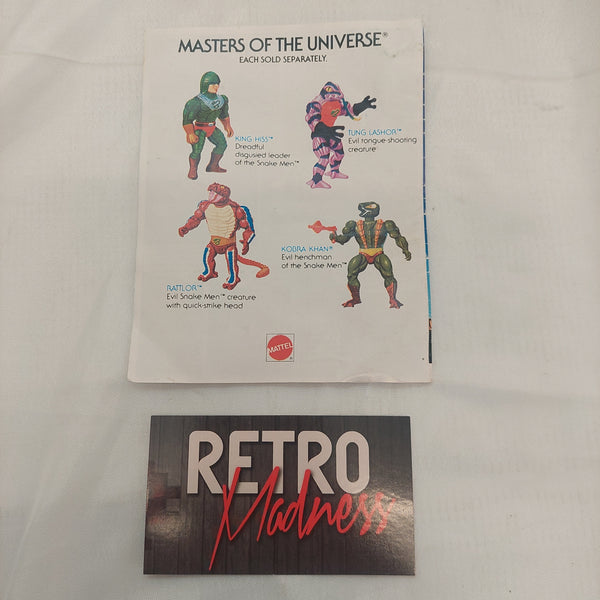 MASTERS OF THE UNIVERSE®
EACH SOLD SEPARATELY.
KING HISS™
Dreadful
disguised leader
of the Snake Men™
TUNG LASHOR™
Evil tongue-shooting
creature
RATTLOR™
Evil Snake Men™ creature
with quick-strike head
KOBRA KHAN®
Evil henchman
of the Snake Men™
MATTEL
RETRO
Madness